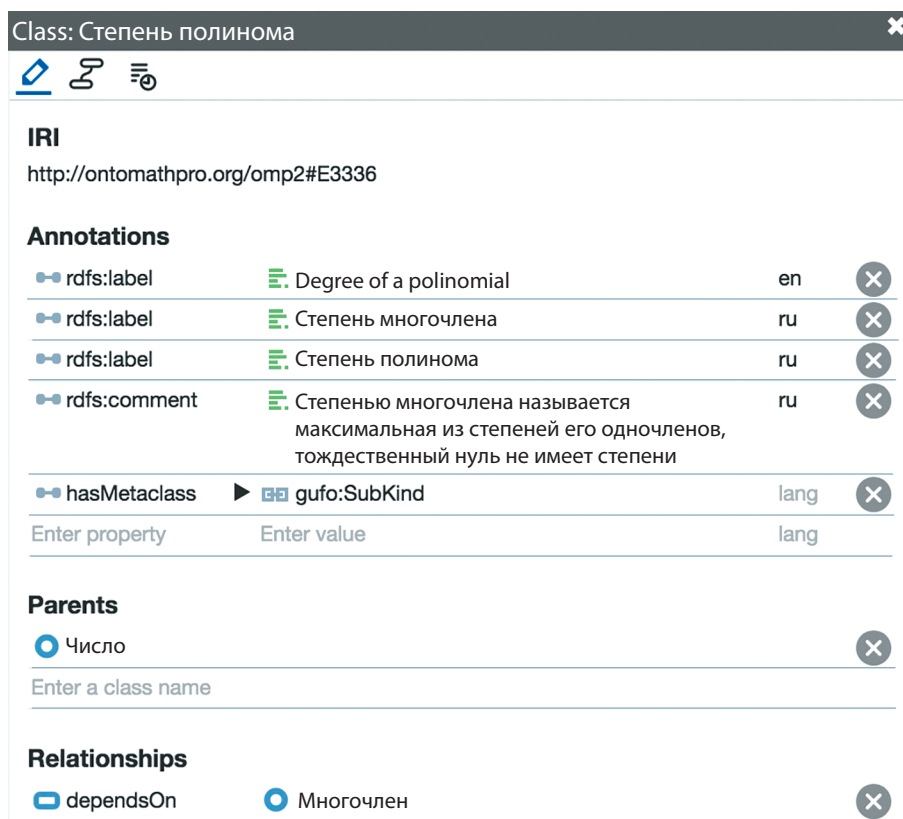 Class: Степень полинома
IRI
http://ontomathpro.org/omp2#E3336
Annotations
rdfs:label Degree of a polinomial en
rdfs:label Степень многочлена ru
rdfs:label Степень полинома ru
rdfs:comment Степенью многочлена называется ru
максимальная из степеней его одночленов,
тождественный нуль не имеет степени
hasMetaclass gufo:SubKind lang
Enter property Enter value lang
Parents
Число
Enter a class name
Relationships
dependsOn Многочлен